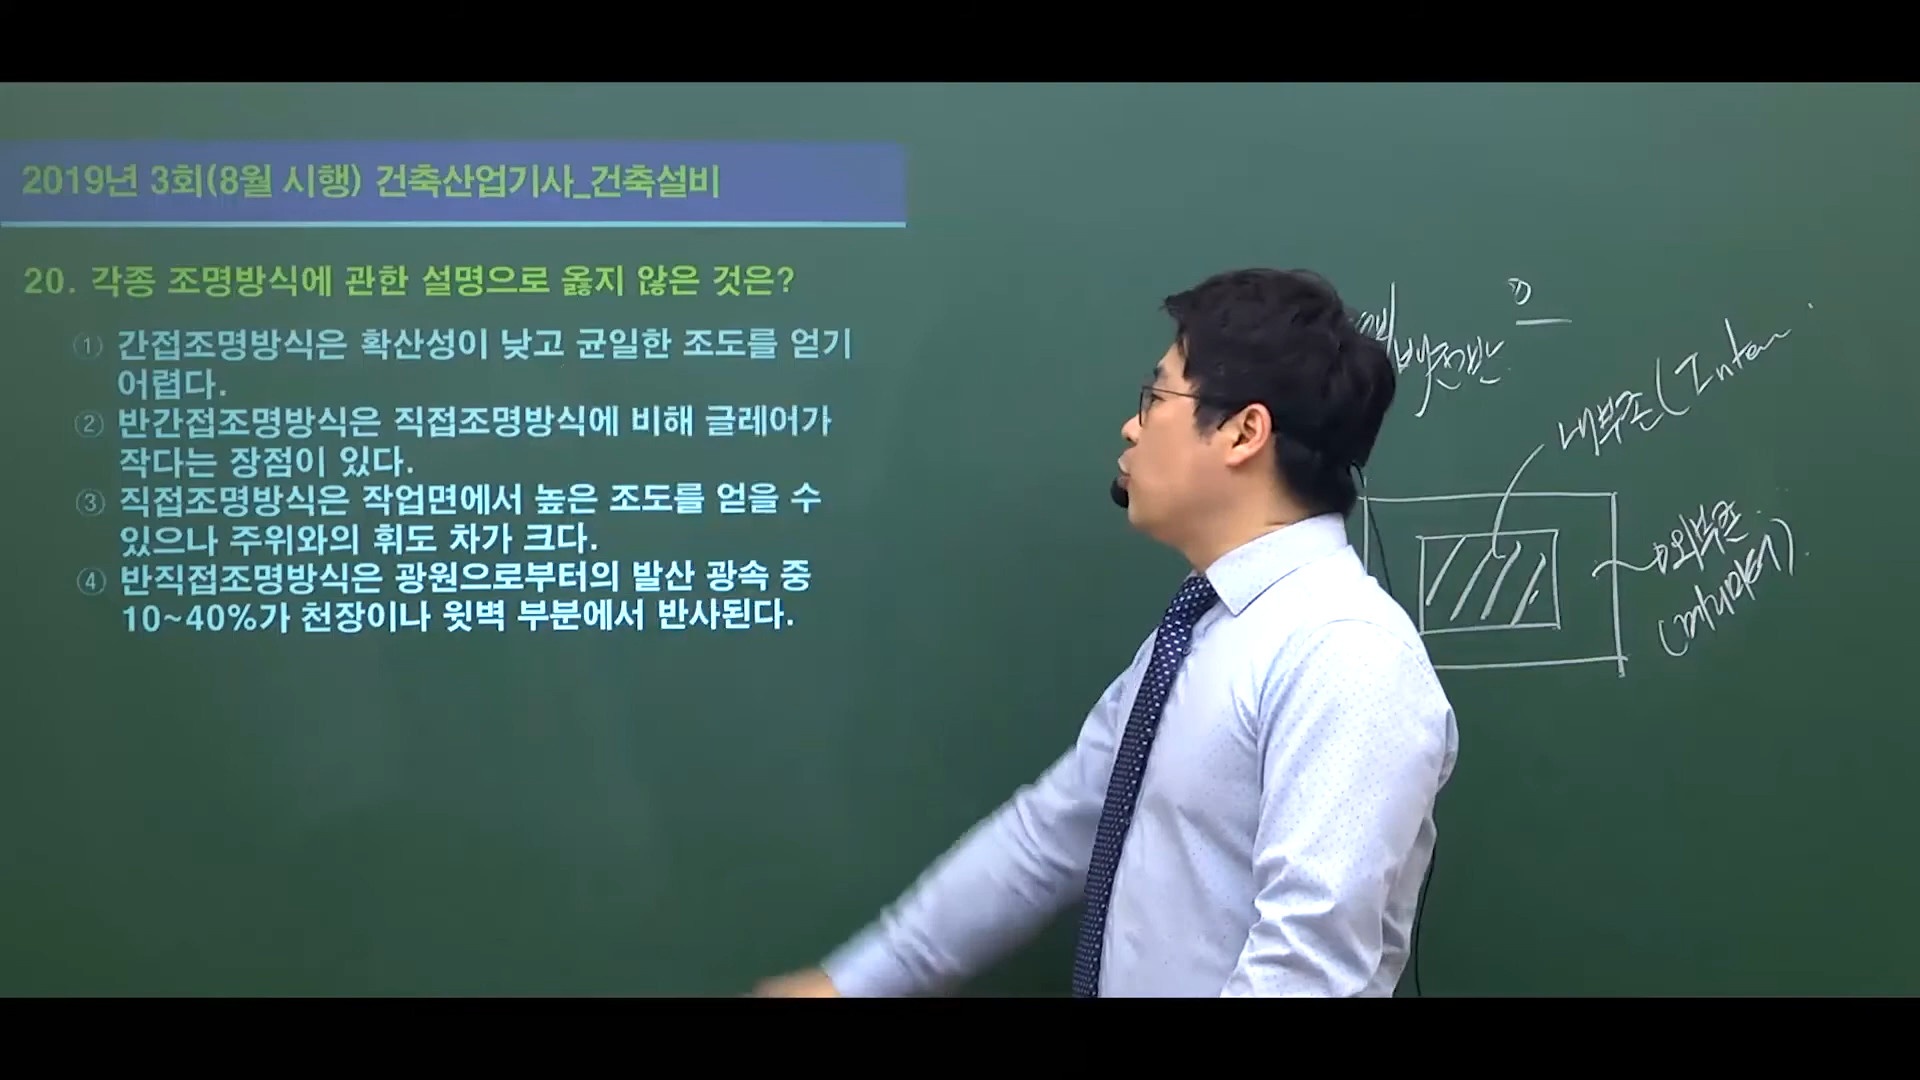 2019년 3회(8월 시행) 건축산업기사_건축설비
20. 각종 조명방식에 관한 설명으로 옳지 않은 것은?
① 간접조명방식은 확산성이 낮고 균일한 조도를 얻기
어렵다.
② 반간접조명방식은 직접조명방식에 비해 글레어가
작다는 장점이 있다.
③ 직접조명방식은 작업면에서 높은 조도를 얻을 수
있으나 주위와의 휘도 차가 크다.
④ 반직접조명방식은 광원으로부터의 발산 광속 중
10~40%가 천장이나 윗벽 부분에서 반사된다.
내부존(Inten
외부존